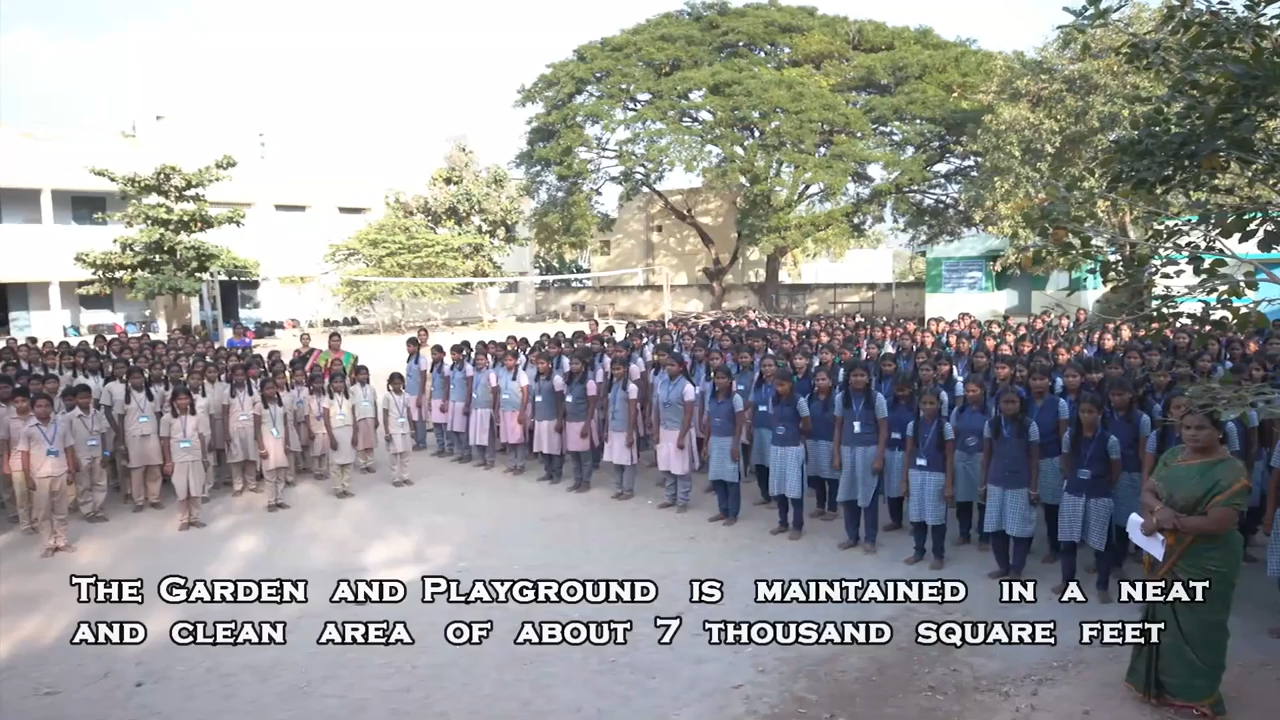 The Garden and Playground is maintained in a neat
and clean area of about 7 thousand square feet